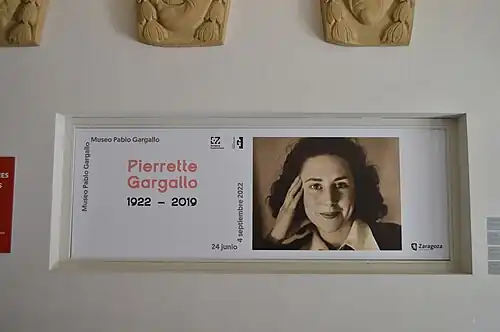 Museo Pablo Gargallo
Museo Pablo Gargallo
Pierrette
Gargallo
1922 – 2019
24 junio
4 septiembre 2022
Zaragoza